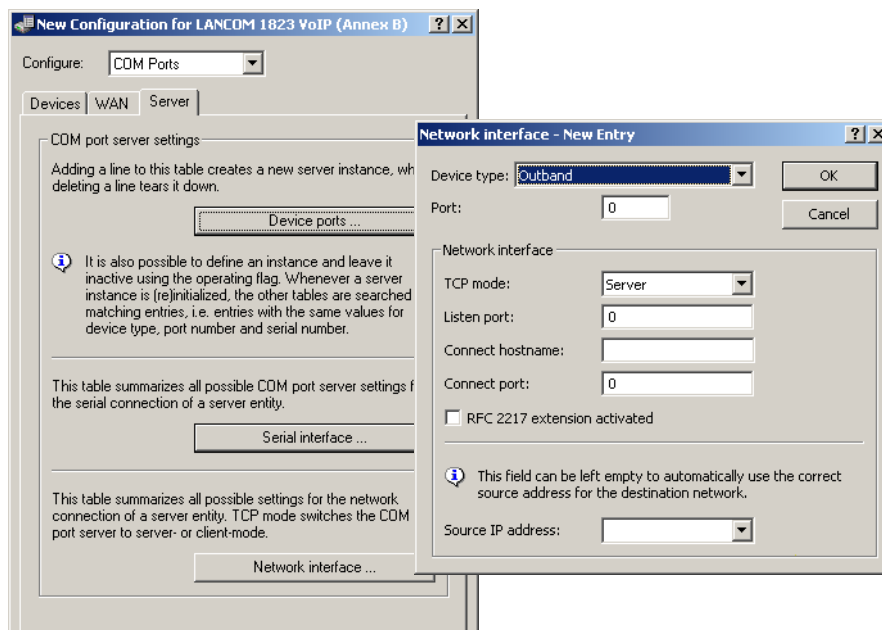 New Configuration for LANCOM 1823 VoIP (Annex B)
Configure: COM Ports
Devices WAN Server
COM port server settings
Adding a line to this table creates a new server instance,
deleting a line tears it down.
Device ports ...
It is also possible to define an instance and leave it
inactive using the operating flag. Whenever a server
instance is (re)initialized, the other tables are searched
matching entries, i.e. entries with the same values for
device type, port number and serial number.
This table summarizes all possible COM port server settings
the serial connection of a server entity.
Serial interface ...
This table summarizes all possible settings for the network
connection of a server entity. TCP mode switches the COM
port server to server- or client-mode.
Network interface ...
Network interface - New Entry
Device type: Outband
OK
Port: 0
Cancel
Network interface
TCP mode: Server
Listen port: 0
Connect hostname:
Connect port: 0
RFC 2217 extension activated
This field can be left empty to automatically use the correct
source address for the destination network.
Source IP address: